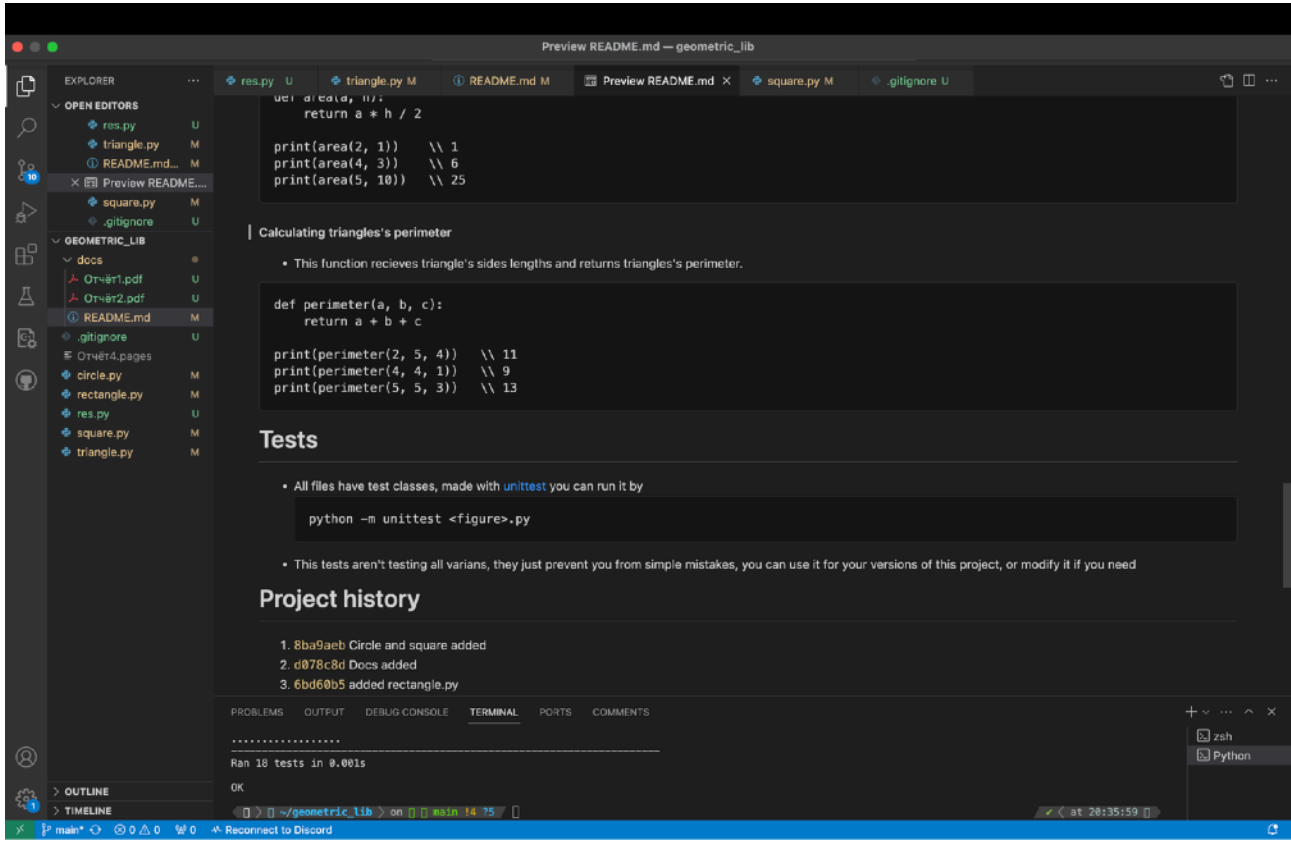 Preview README.md — geometric_lib
EXPLORER ...
res.py U
triangle.py M
README.md M
Preview README.md ×
square.py M
.gitignore U
...
OPEN EDITORS
res.py U
triangle.py M
README.md... M
× Preview README....
square.py M
.gitignore U
GEOMETRIC_LIB
docs
Отчёт1.pdf U
Отчёт2.pdf U
README.md M
.gitignore U
Отчёт4.pages
circle.py M
rectangle.py M
res.py U
square.py M
triangle.py M
10
OUTLINE
TIMELINE
1
def area(a, h):
return a * h / 2
print(area(2, 1)) \\ 1
print(area(4, 3)) \\ 6
print(area(5, 10)) \\ 25
Calculating triangles's perimeter
• This function recieves triangle's sides lengths and returns triangles's perimeter.
def perimeter(a, b, c):
return a + b + c
print(perimeter(2, 5, 4)) \\ 11
print(perimeter(4, 4, 1)) \\ 9
print(perimeter(5, 5, 3)) \\ 13
Tests
• All files have test classes, made with unittest you can run it by
python -m unittest <figure>.py
• This tests aren't testing all varians, they just prevent you from simple mistakes, you can use it for your versions of this project, or modify it if you need
Project history
1. 8ba9aeb Circle and square added
2. d078c8d Docs added
3. 6bd60b5 added rectangle.py
PROBLEMS OUTPUT DEBUG CONSOLE TERMINAL PORTS COMMENTS
..................
Ran 18 tests in 0.001s
OK
~/geometric_lib on main !4 ?5
at 20:35:59
zsh
Python
main* 0 0 0 Reconnect to Discord